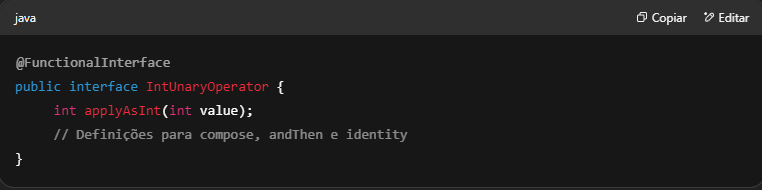 java Copiar Editar
@FunctionalInterface
public interface IntUnaryOperator {
    int applyAsInt(int value);
    // Definições para compose, andThen e identity
}